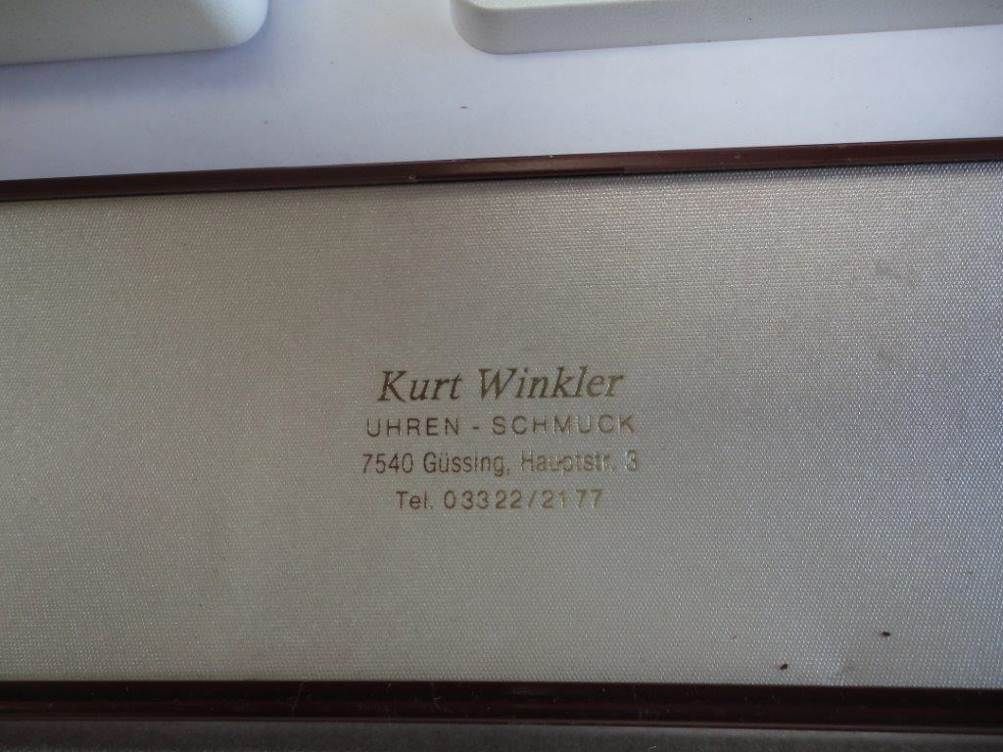 Kurt Winkler
UHREN - SCHMUCK
7540 Güssing, Hauptstr. 3
Tel. 03322/2177